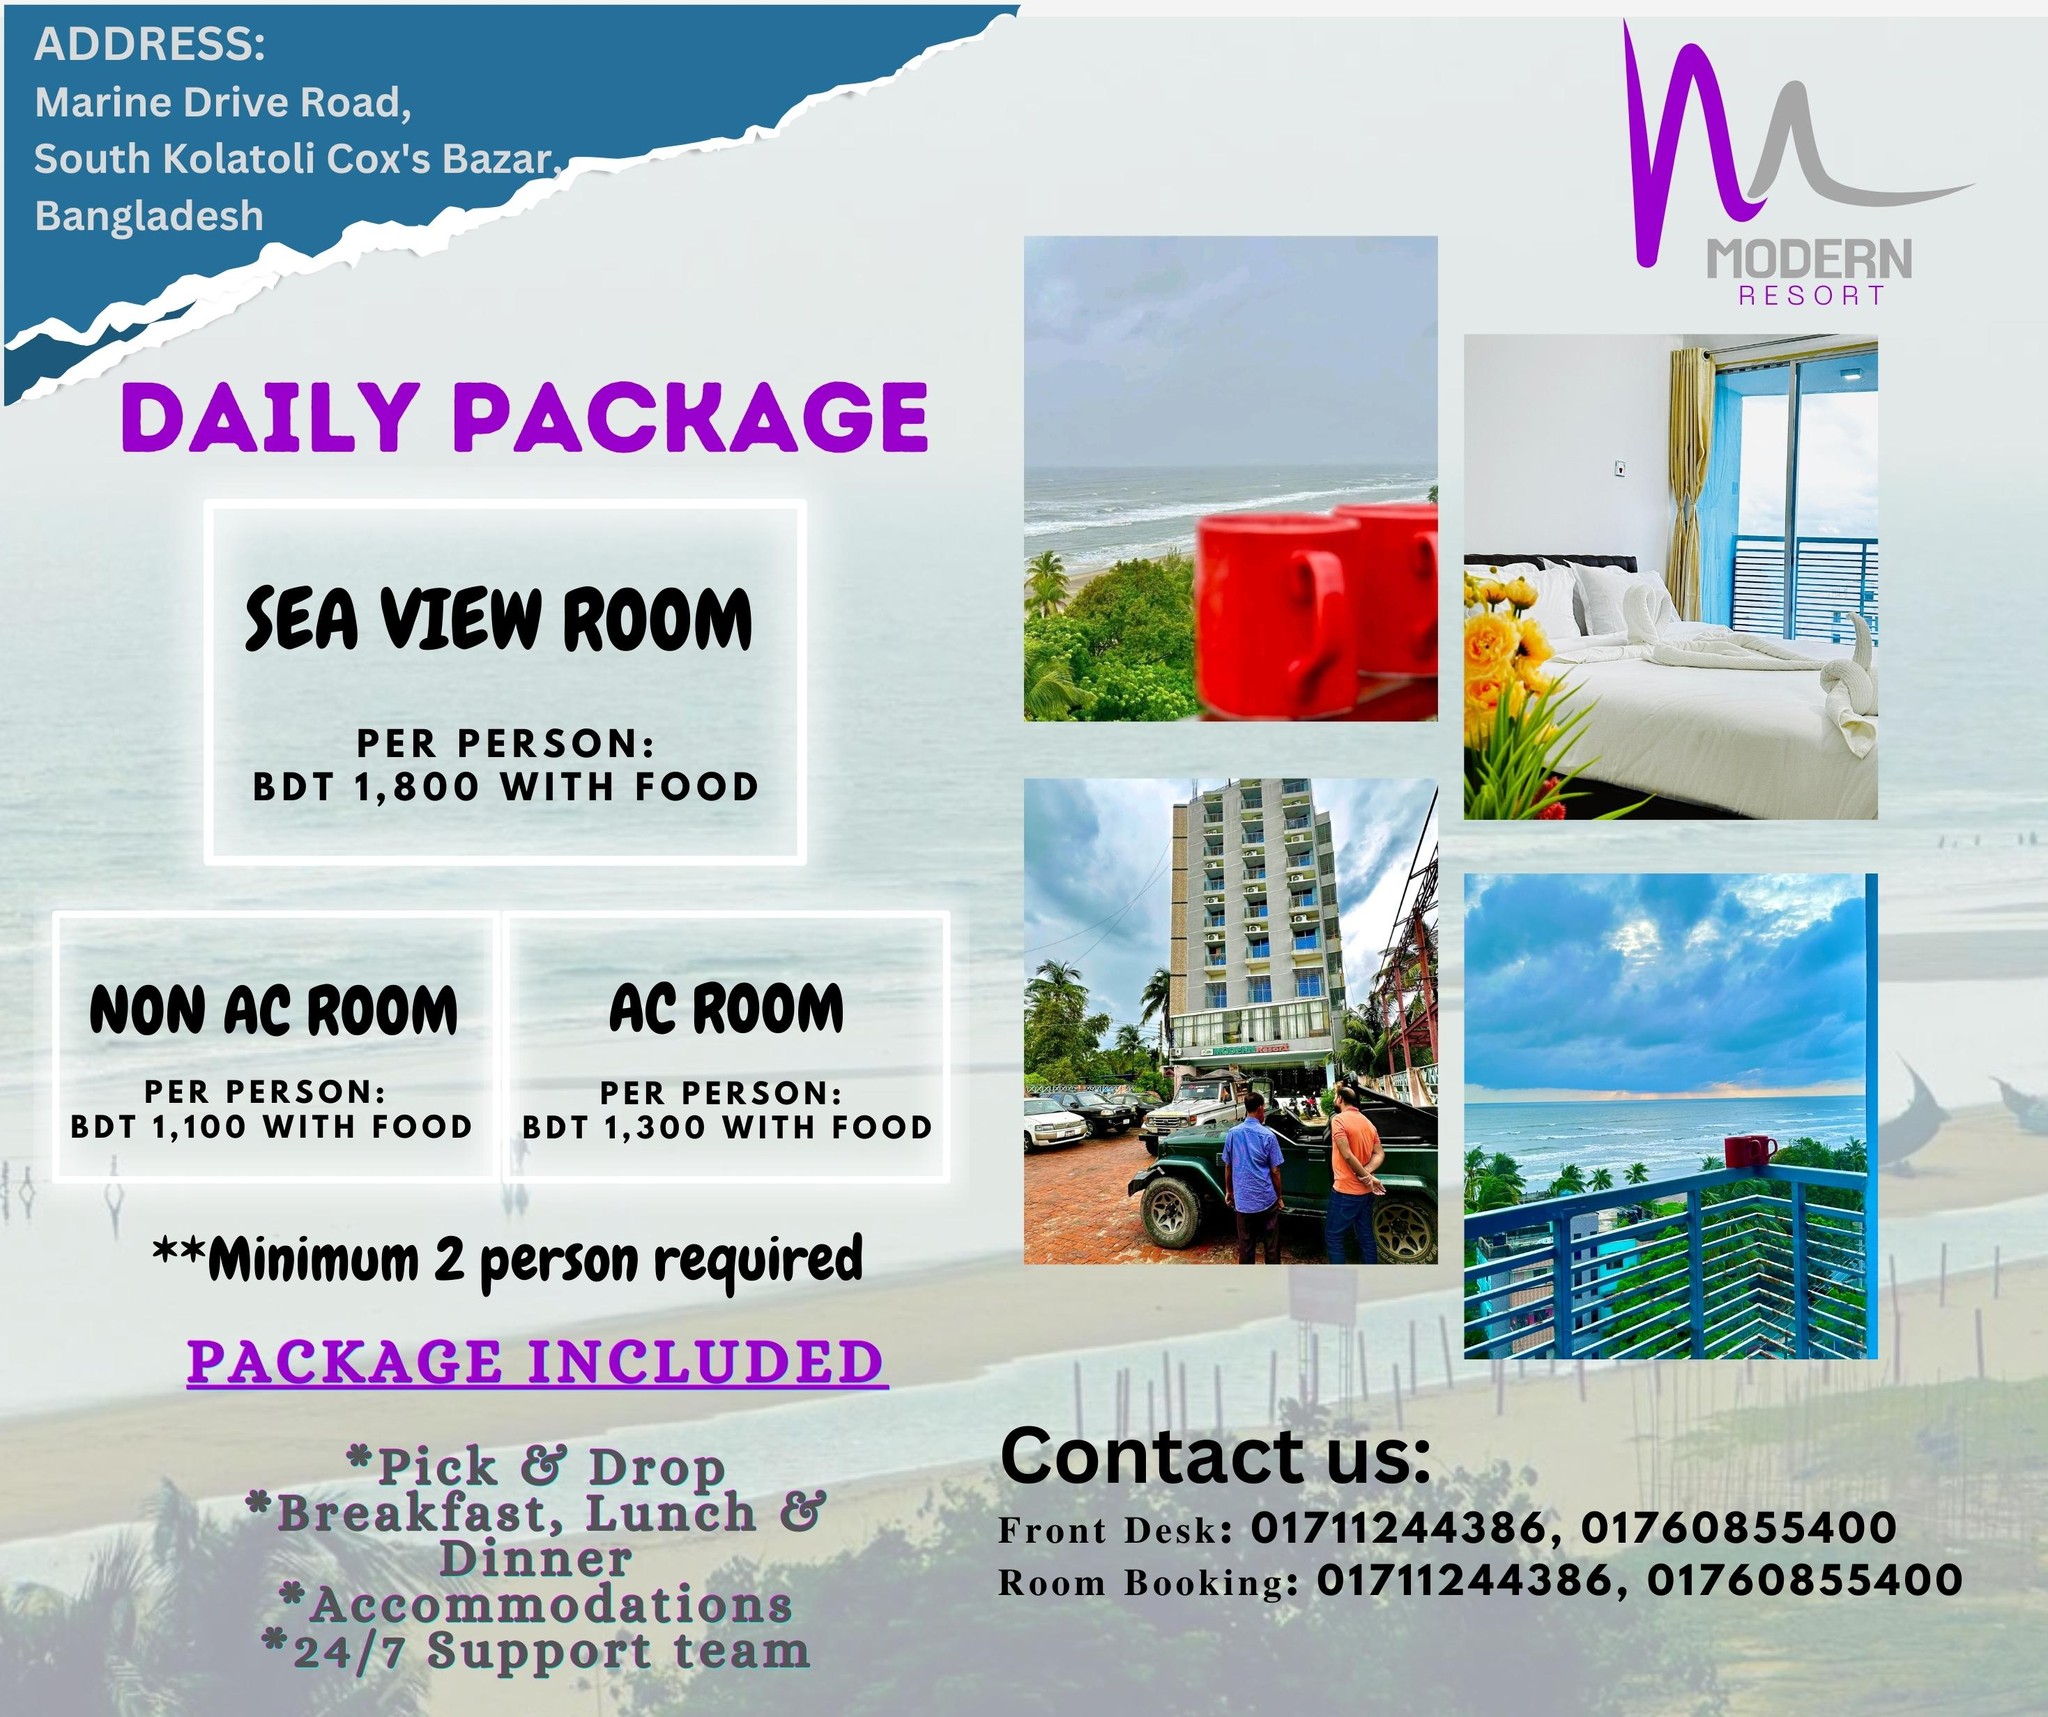 ADDRESS:
Marine Drive Road,
South Kolatoli Cox's Bazar,
Bangladesh
MODERN
RESORT
DAILY PACKAGE
SEA VIEW ROOM
PER PERSON:
BDT 1,800 WITH FOOD
NON AC ROOM
PER PERSON:
BDT 1,100 WITH FOOD
AC ROOM
PER PERSON:
BDT 1,300 WITH FOOD
**Minimum 2 person required
PACKAGE INCLUDED
*Pick & Drop
*Breakfast, Lunch &
Dinner
*Accommodations
*24/7 Support team
MODERN Resort
Contact us:
Front Desk: 01711244386, 01760855400
Room Booking: 01711244386, 01760855400